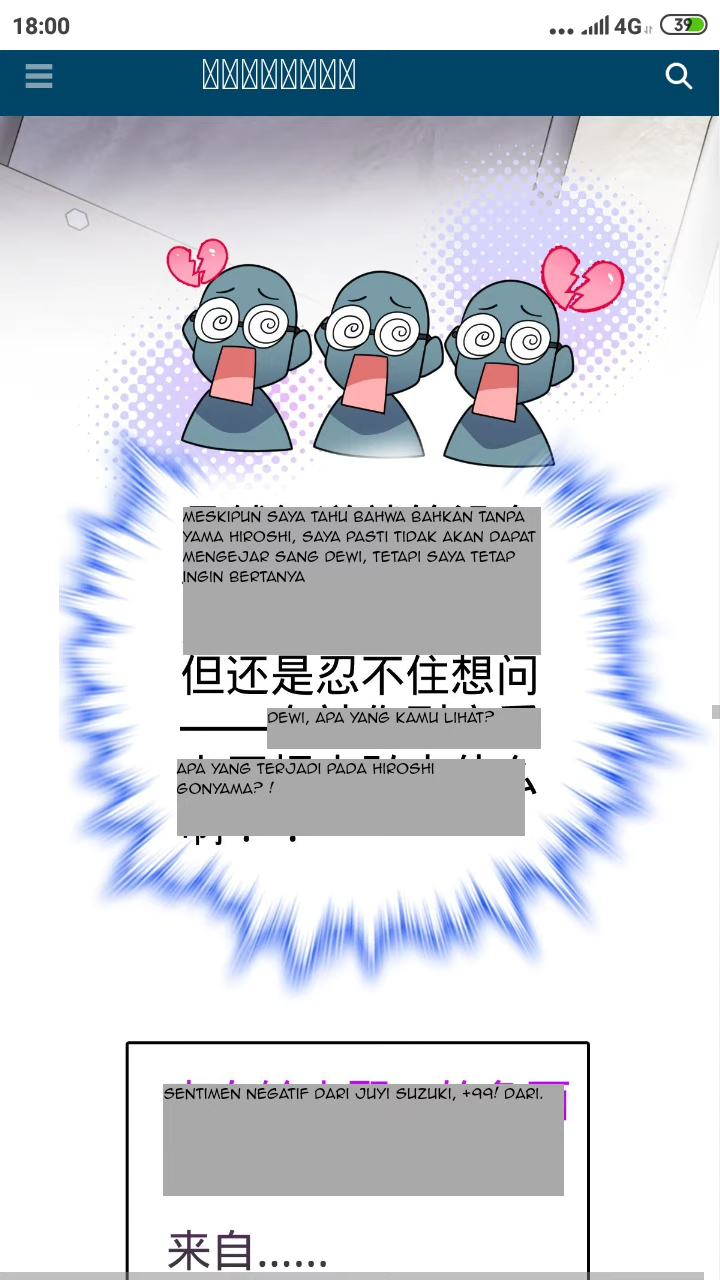 18:00
4G
39
MESKIPUN SAYA TAHU BAHWA BAHKAN TANPA
YAMA HIROSHI, SAYA PASTI TIDAK AKAN DAPAT
MENGEJAR SANG DEWI, TETAPI SAYA TETAP
INGIN BERTANYA
但还是忍不住想问
DEWI, APA YANG KAMU LIHAT?
APA YANG TERJADI PADA HIROSHI
GONYAMA? !
SENTIMEN NEGATIF DARI JUYI SUZUKI, +99! DARI.
来自......